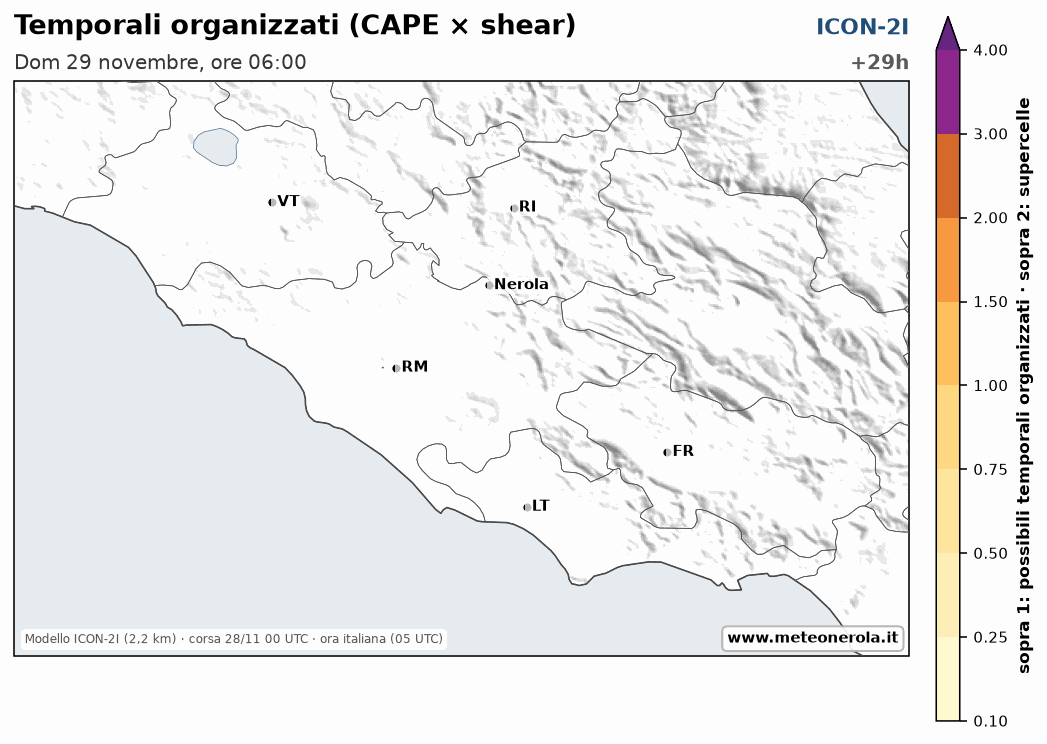 Temporali organizzati (CAPE × shear)
ICON-2I
Dom 29 novembre, ore 06:00
+29h
VT
RI
Nerola
RM
FR
LT
Modello ICON-2I (2,2 km) · corsa 28/11 00 UTC · ora italiana (05 UTC)
www.meteonerola.it
4.00
3.00
2.00
1.50
1.00
0.75
0.50
0.25
0.10
sopra 1: possibili temporali organizzati · sopra 2: supercelle